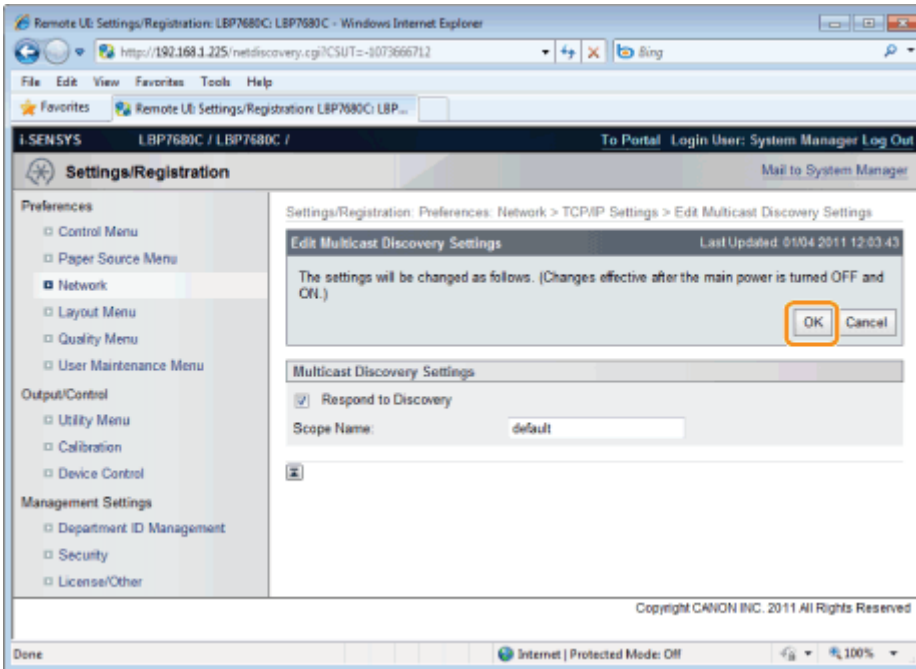 Remote UI: Settings/Registration: LBP7680C: LBP7680C - Windows Internet Explorer
http://192.168.1.225/netdiscovery.cgi?CSUT=-1073666712
Bing
File Edit View Favorites Tools Help
Favorites
Remote UI: Settings/Registration: LBP7680C: LBP...
i-SENSYS LBP7680C / LBP7680C /
To Portal Login User: System Manager Log Out
Settings/Registration
Mail to System Manager
Preferences
Control Menu
Paper Source Menu
Network
Layout Menu
Quality Menu
User Maintenance Menu
Output/Control
Utility Menu
Calibration
Device Control
Management Settings
Department ID Management
Security
License/Other
Settings/Registration: Preferences: Network > TCP/IP Settings > Edit Multicast Discovery Settings
Edit Multicast Discovery Settings
Last Updated: 01/04 2011 12:03:43
The settings will be changed as follows. (Changes effective after the main power is turned OFF and
ON.)
OK Cancel
Multicast Discovery Settings
Respond to Discovery
Scope Name: default
Copyright CANON INC. 2011 All Rights Reserved
Done
Internet | Protected Mode: Off
100%